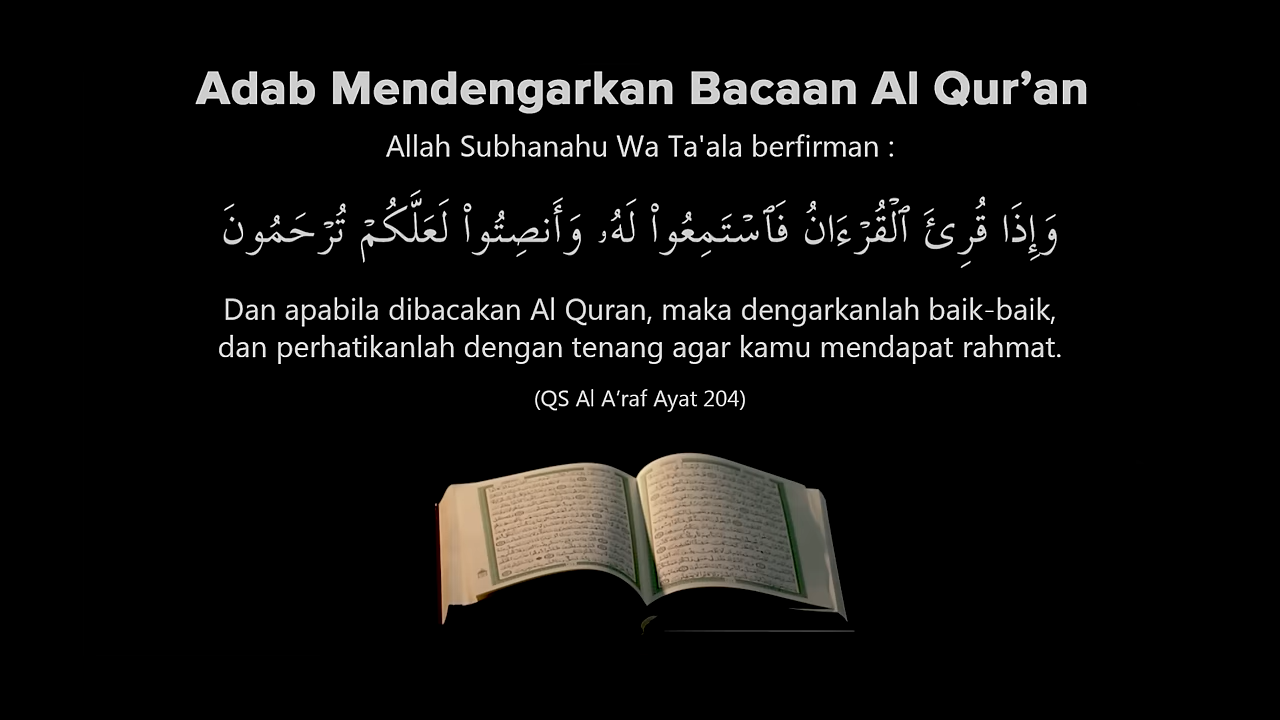 Adab Mendengarkan Bacaan Al Qur’an
Allah Subhanahu Wa Ta'ala berfirman :
وَإِذَا قُرِئَ ٱلْقُرْءَانُ فَٱسْتَمِعُوا۟ لَهُۥ وَأَنصِتُوا۟ لَعَلَّكُمْ تُرْحَمُونَ
Dan apabila dibacakan Al Quran, maka dengarkanlah baik-baik,
dan perhatikanlah dengan tenang agar kamu mendapat rahmat.
(QS Al A’raf Ayat 204)